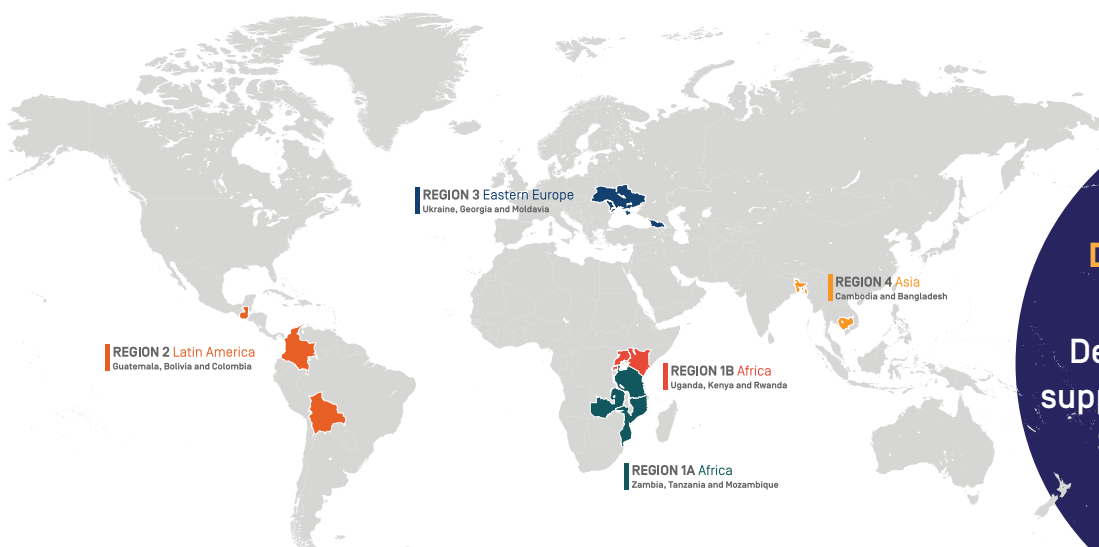 REGION 3 Eastern Europe
Ukraine, Georgia and Moldavia
REGION 4 Asia
Cambodia and Bangladesh
REGION 2 Latin America
Guatemala, Bolivia and Colombia
REGION 1B Africa
Uganda, Kenya and Rwanda
REGION 1A Africa
Zambia, Tanzania and Mozambique